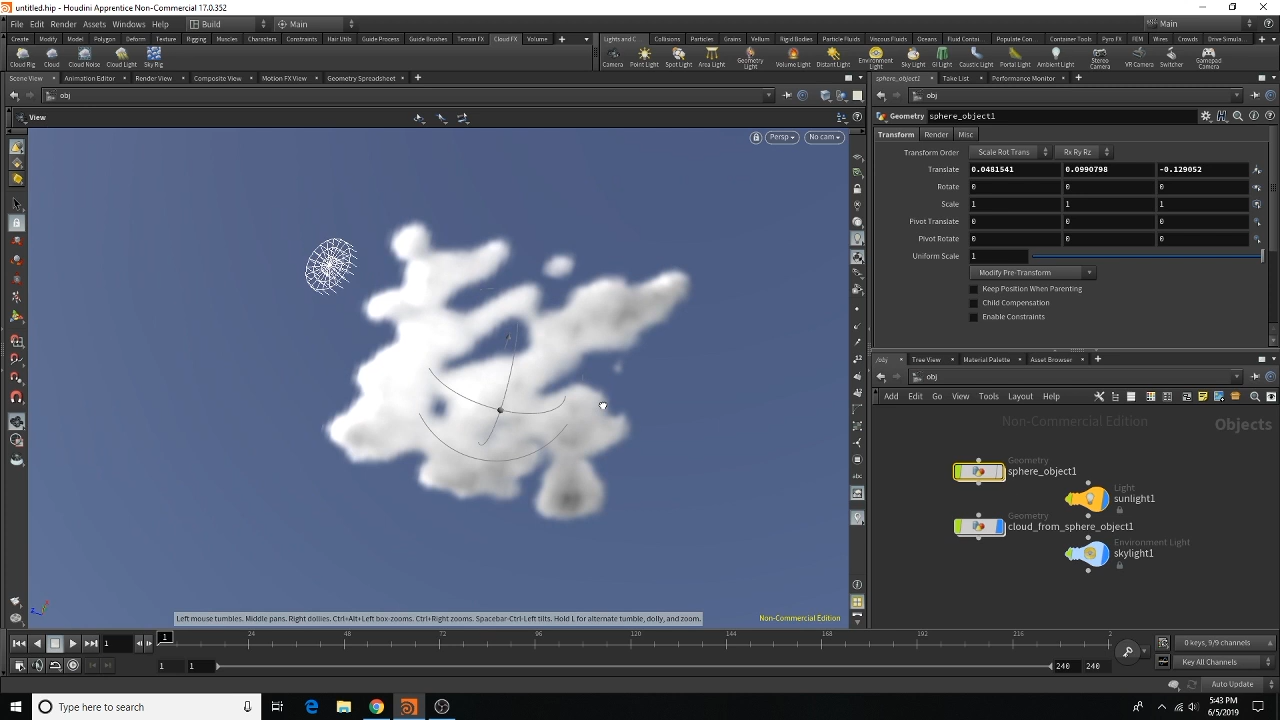 untitled.hip - Houdini Apprentice Non-Commercial 17.0.352
File Edit Render Assets Windows Help Build Main Main
Create Modify Model Polygon Deform Texture Rigging Muscles Characters Constraints Hair Utils Guide Process Guide Brushes Terrain FX Cloud FX Volume
Lights and C... Collisions Particles Grains Vellum Rigid Bodies Particle Fluids Viscous Fluids Oceans Fluid Contai... Populate Con... Container Tools Pyro FX FEM Wires Crowds Drive Simula...
Cloud Rig Cloud Cloud Noise Cloud Light Sky Rig
Camera Point Light Spot Light Area Light Geometry Light Volume Light Distant Light Environment Light Sky Light GI Light Caustic Light Portal Light Ambient Light Stereo Camera VR Camera Switcher Gamepad Camera
Scene View Animation Editor Render View Composite View Motion FX View Geometry Spreadsheet
sphere_object1 Take List Performance Monitor
obj
obj
View
Persp No cam
Geometry sphere_object1
Transform Render Misc
Transform Order Scale Rot Trans Rx Ry Rz
Translate 0.0481541 0.0990798 -0.129052
Rotate 0 0 0
Scale 1 1 1
Pivot Translate 0 0 0
Pivot Rotate 0 0 0
Uniform Scale 1
Modify Pre-Transform
Keep Position When Parenting
Child Compensation
Enable Constraints
/obj Tree View Material Palette Asset Browser
obj
Add Edit Go View Tools Layout Help
Non-Commercial Edition Objects
Geometry
sphere_object1
Light
sunlight1
Geometry
cloud_from_sphere_object1
Environment Light
skylight1
abc
Left mouse tumbles. Middle pans. Right dollies. Ctrl+Alt+Left box-zooms. Ctrl+Right zooms. Spacebar-Ctrl-Left tilts. Hold L for alternate tumble, dolly, and zoom.
Non-Commercial Edition
1 1 24 48 72 96 120 144 168 192 216 2
0 keys, 9/9 channels
1 1 240 240 Key All Channels
Auto Update
Type here to search
5:43 PM
6/5/2019